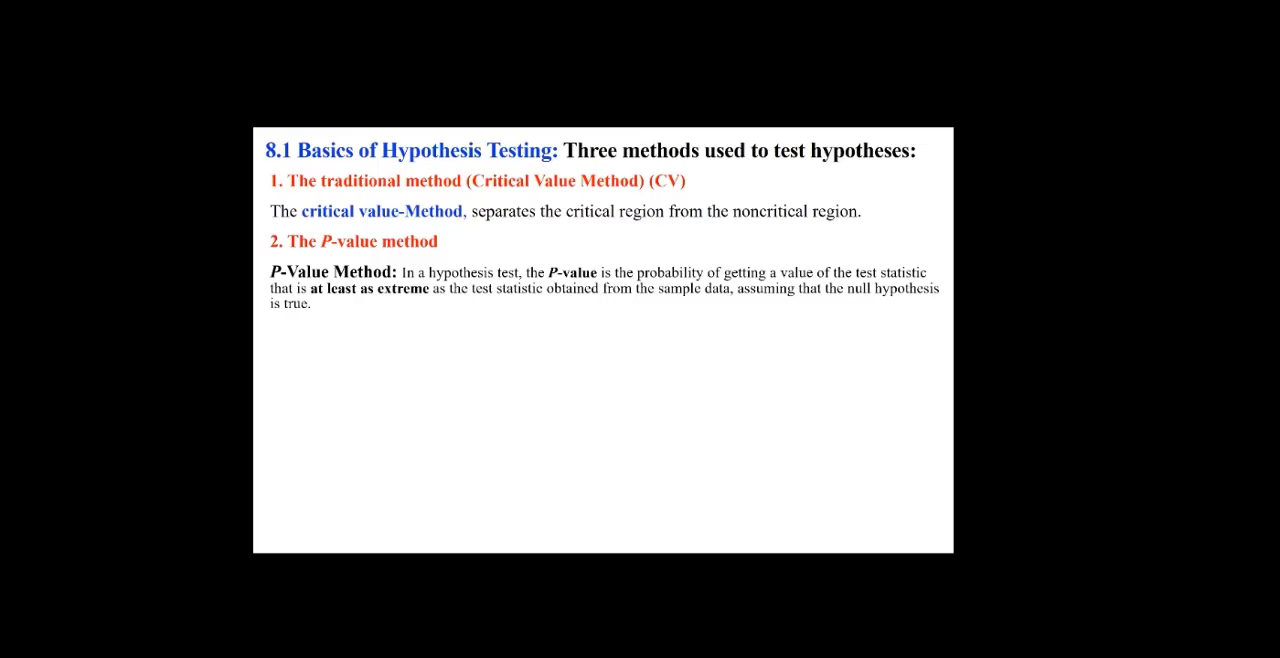 8.1 Basics of Hypothesis Testing: Three methods used to test hypotheses:
1. The traditional method (Critical Value Method) (CV)
The critical value-Method, separates the critical region from the noncritical region.
2. The P-value method
P-Value Method: In a hypothesis test, the P-value is the probability of getting a value of the test statistic
that is at least as extreme as the test statistic obtained from the sample data, assuming that the null hypothesis
is true.